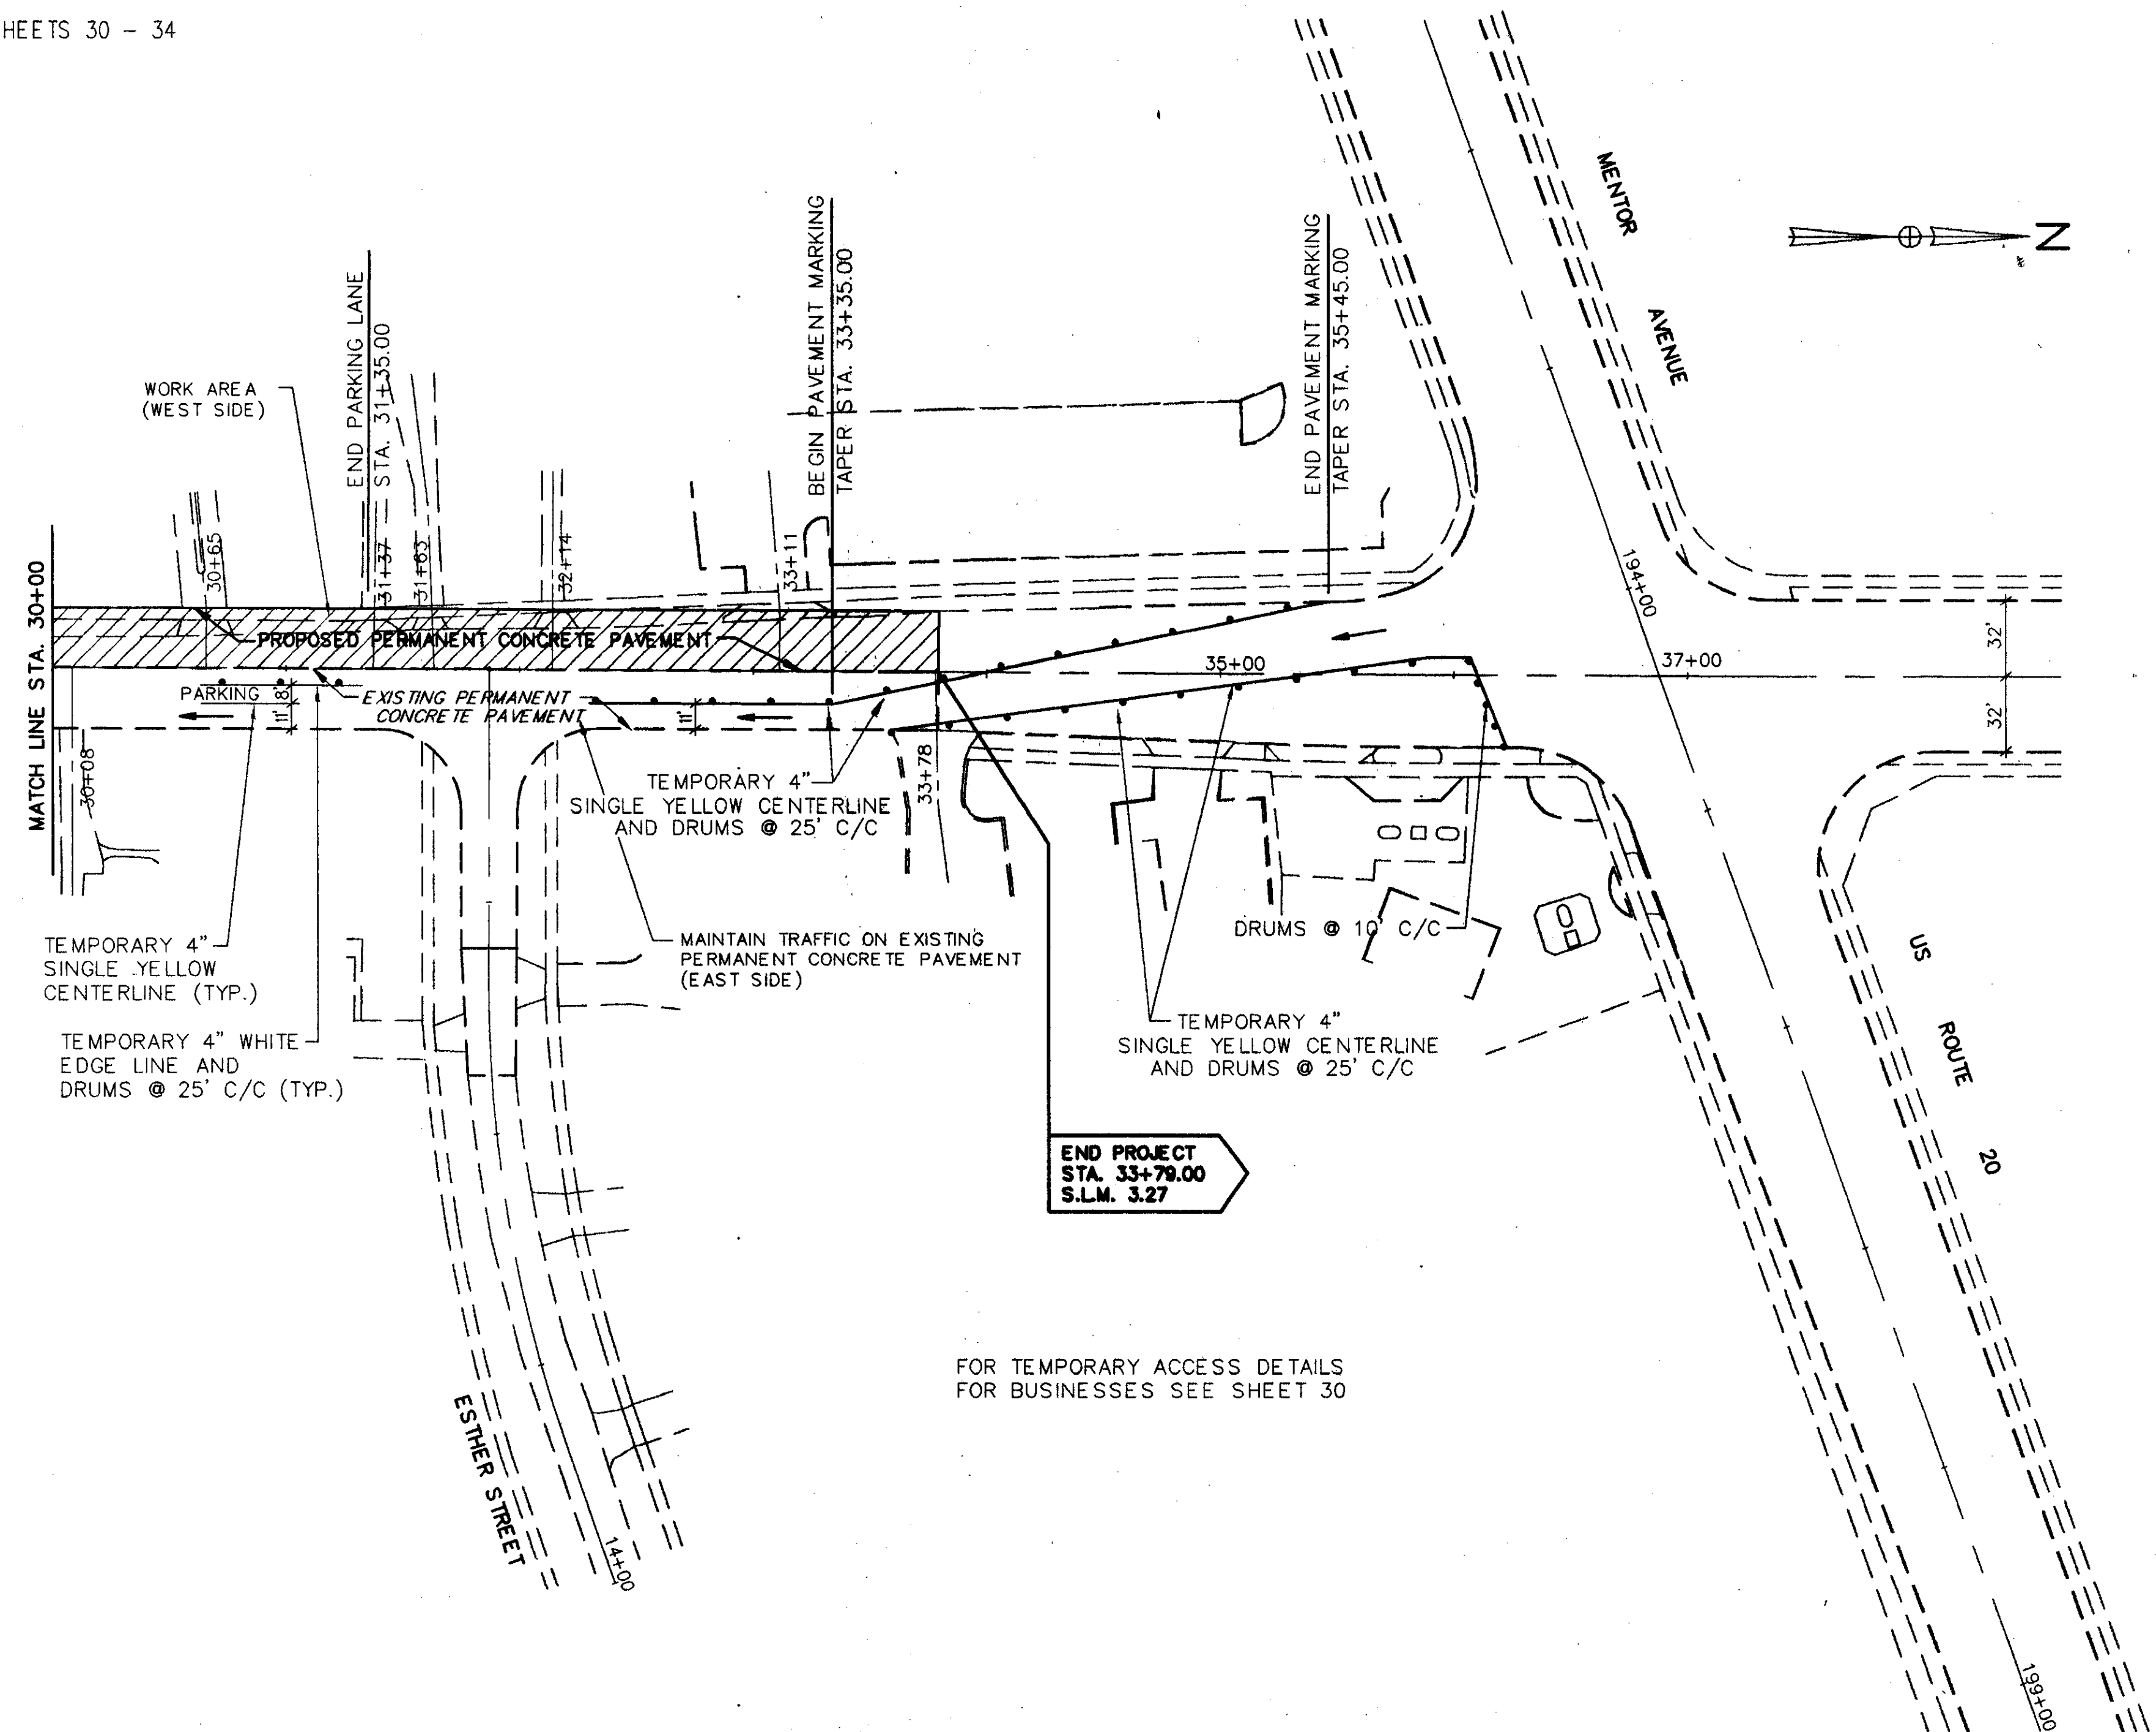 HEETS 30 - 34
WORK AREA
(WEST SIDE)
END PARKING LANE
STA. 31+35.00
BEGIN PAVEMENT MARKING
TAPER STA. 33+35.00
END PAVEMENT MARKING
TAPER STA. 35+45.00
MENTOR
AVENUE
N
MATCH LINE STA. 30+00
30+65
31+37
31+63
32+14
33+11
194+00
PROPOSED PERMANENT CONCRETE PAVEMENT
35+00
37+00
32'
32'
PARKING
8'
11'
EXISTING PERMANENT
CONCRETE PAVEMENT
11'
30+08
33+78
TEMPORARY 4"
SINGLE YELLOW CENTERLINE
AND DRUMS @ 25' C/C
DRUMS @ 10' C/C
TEMPORARY 4"
SINGLE YELLOW
CENTERLINE (TYP.)
MAINTAIN TRAFFIC ON EXISTING
PERMANENT CONCRETE PAVEMENT
(EAST SIDE)
US
ROUTE
20
TEMPORARY 4" WHITE
EDGE LINE AND
DRUMS @ 25' C/C (TYP.)
TEMPORARY 4"
SINGLE YELLOW CENTERLINE
AND DRUMS @ 25' C/C
END PROJECT
STA. 33+79.00
S.L.M. 3.27
FOR TEMPORARY ACCESS DETAILS
FOR BUSINESSES SEE SHEET 30
ESTHER STREET
14+00
199+00